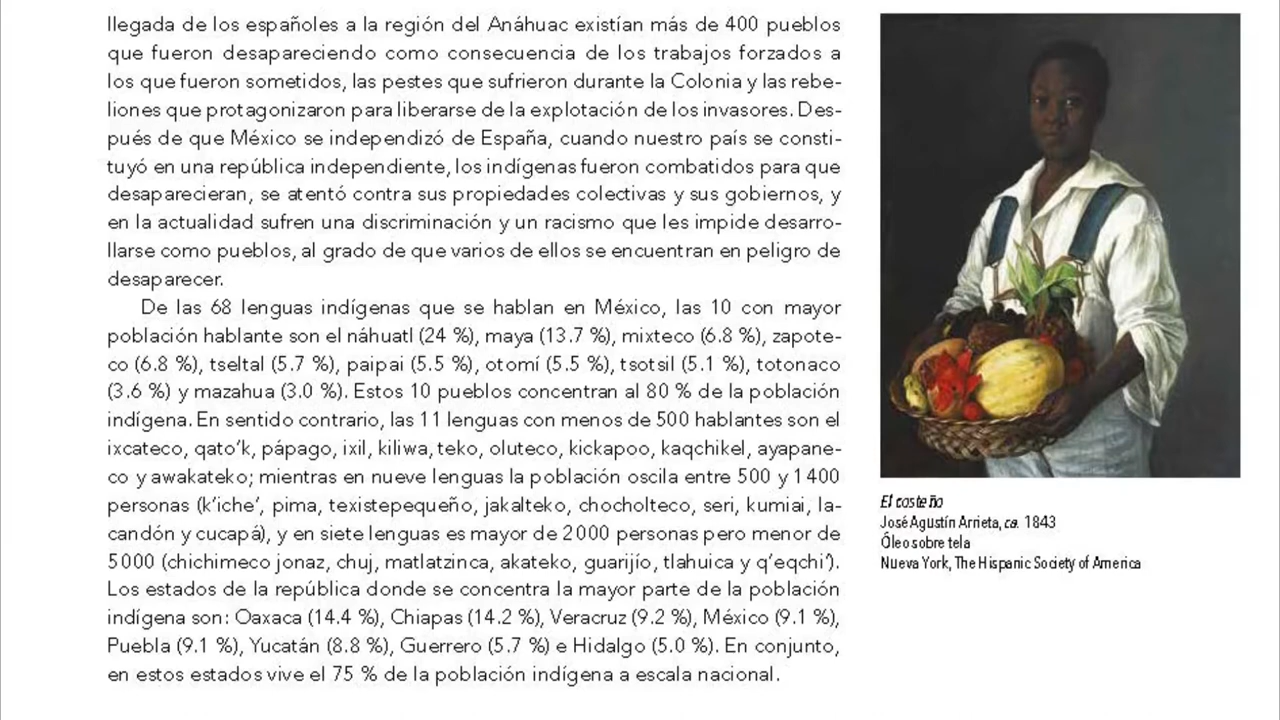 llegada de los españoles a la región del Anáhuac existían más de 400 pueblos
que fueron desapareciendo como consecuencia de los trabajos forzados a
los que fueron sometidos, las pestes que sufrieron durante la Colonia y las rebe-
liones que protagonizaron para liberarse de la explotación de los invasores. Des-
pués de que México se independizó de España, cuando nuestro país se consti-
tuyó en una república independiente, los indígenas fueron combatidos para que
desaparecieran, se atentó contra sus propiedades colectivas y sus gobiernos, y
en la actualidad sufren una discriminación y un racismo que les impide desarro-
llarse como pueblos, al grado de que varios de ellos se encuentran en peligro de
desaparecer.
De las 68 lenguas indígenas que se hablan en México, las 10 con mayor
población hablante son el náhuatl (24 %), maya (13.7 %), mixteco (6.8 %), zapote-
co (6.8 %), tseltal (5.7 %), paipai (5.5 %), otomí (5.5 %), tsotsil (5.1 %), totonaco
(3.6 %) y mazahua (3.0 %). Estos 10 pueblos concentran al 80 % de la población
indígena. En sentido contrario, las 11 lenguas con menos de 500 hablantes son el
ixcateco, qato’k, pápago, ixil, kiliwa, teko, oluteco, kickapoo, kaqchikel, ayapane-
co y awakateko; mientras en nueve lenguas la población oscila entre 500 y 1 400
personas (k’iche’, pima, texistepequeño, jakalteko, chocholteco, seri, kumiai, la-
candón y cucapá), y en siete lenguas es mayor de 2 000 personas pero menor de
5 000 (chichimeco jonaz, chuj, matlatzinca, akateko, guarijío, tlahuica y q’eqchi’).
Los estados de la república donde se concentra la mayor parte de la población
indígena son: Oaxaca (14.4 %), Chiapas (14.2 %), Veracruz (9.2 %), México (9.1 %),
Puebla (9.1 %), Yucatán (8.8 %), Guerrero (5.7 %) e Hidalgo (5.0 %). En conjunto,
en estos estados vive el 75 % de la población indígena a escala nacional.
El costeño
José Agustín Arrieta, ca. 1843
Óleo sobre tela
Nueva York, The Hispanic Society of America